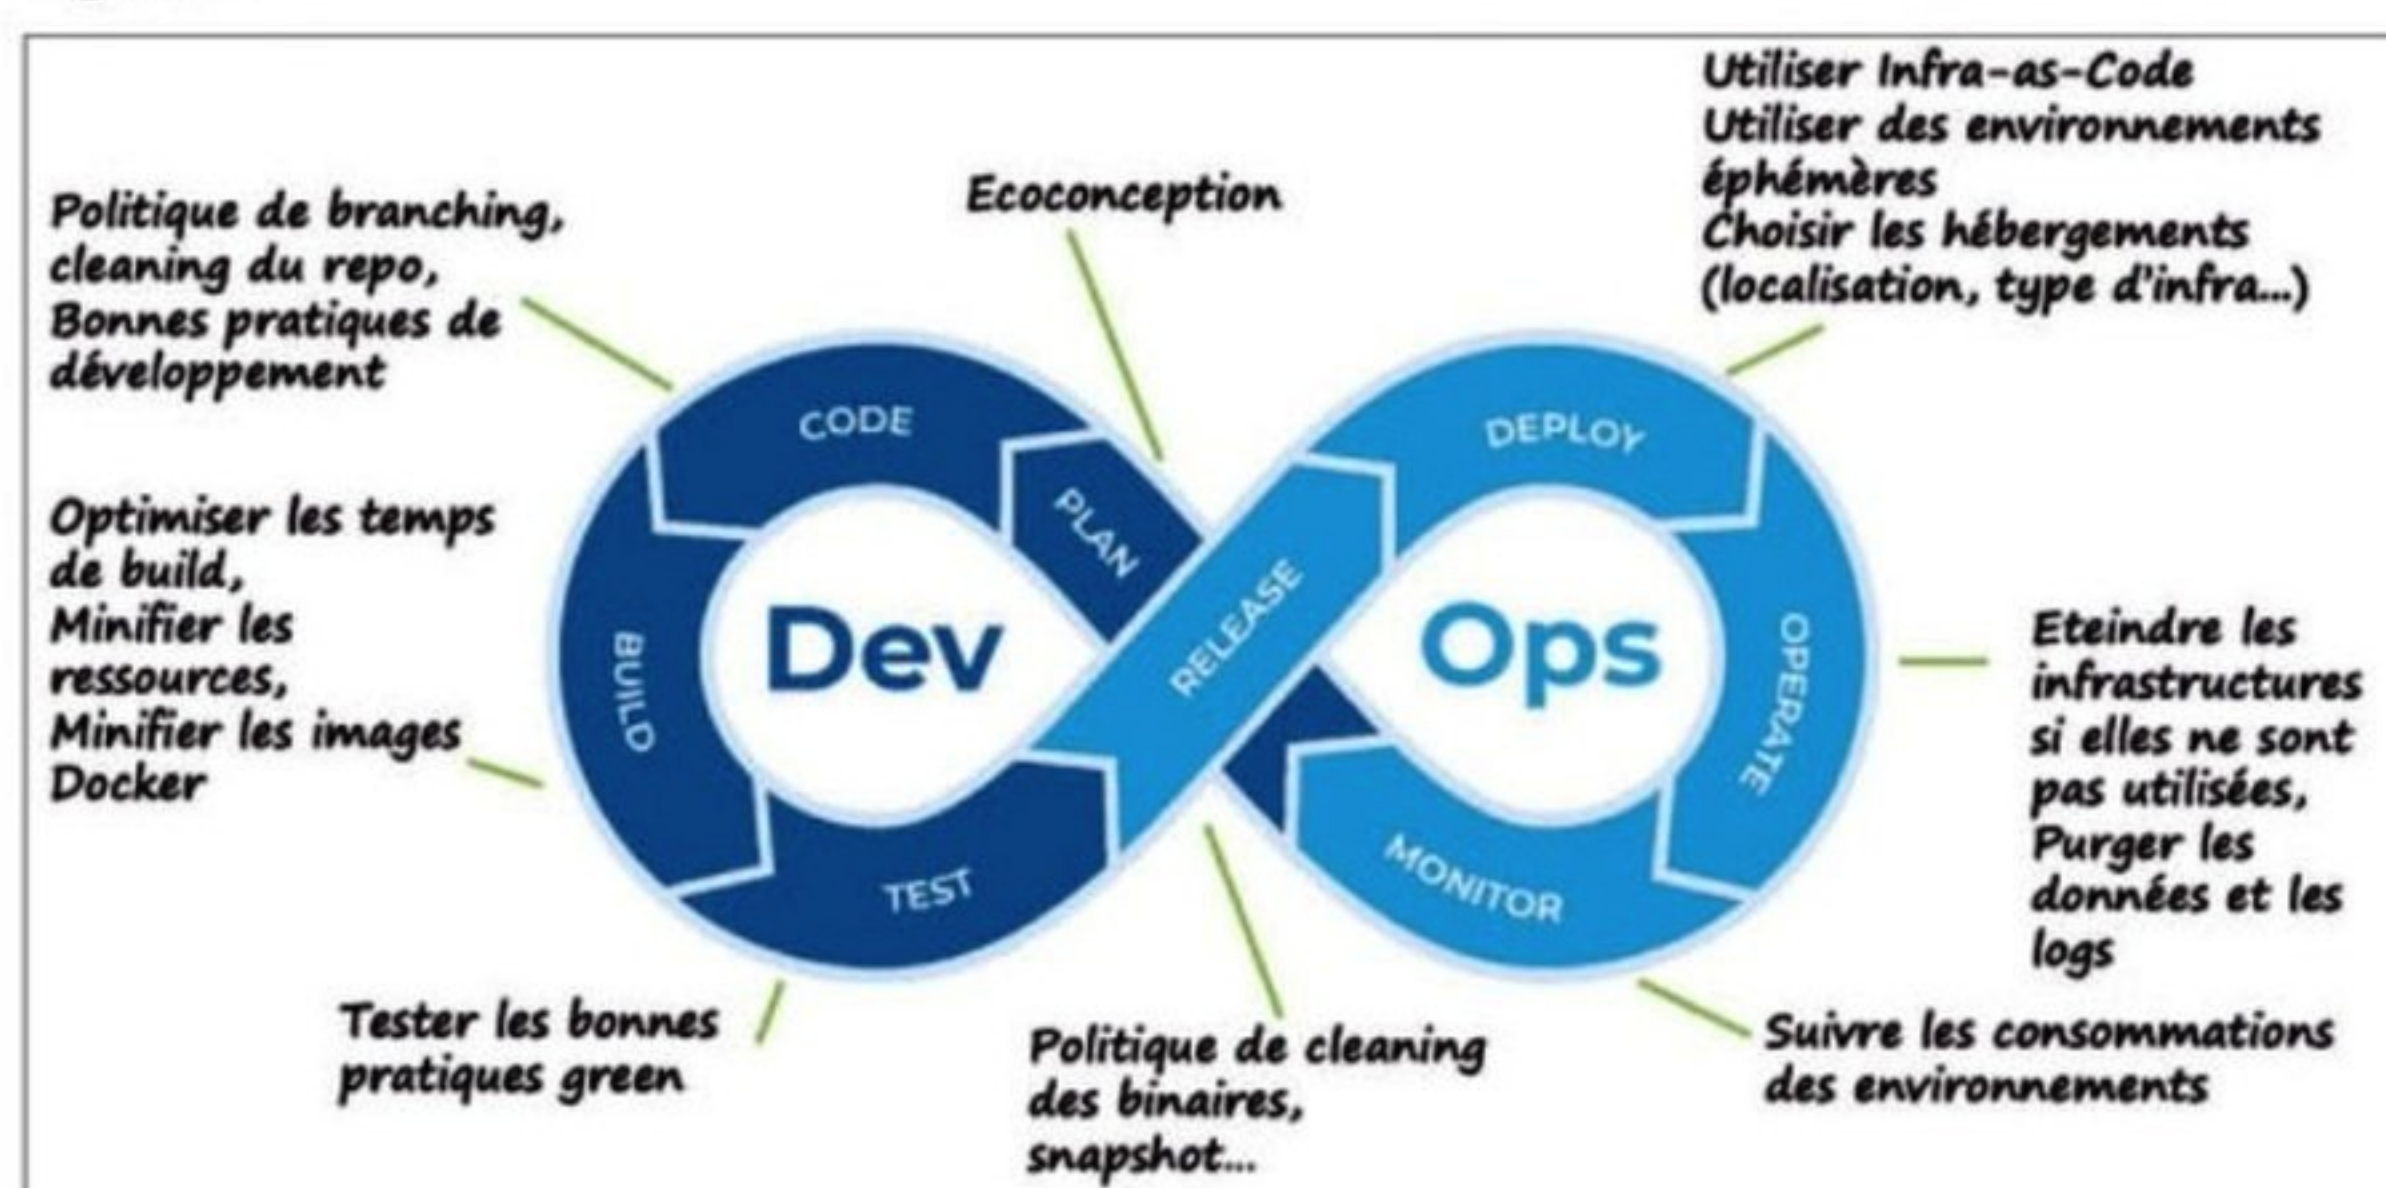 Utiliser Infra-as-Code
Utiliser des environnements
éphémères
Choisir les hébergements
(localisation, type d'infra...)
Ecoconception
Politique de branching,
cleaning du repo,
Bonnes pratiques de
développement
Optimiser les temps
de build,
Minifier les
ressources,
Minifier les images
Docker
CODE
PLAN
BUILD
TEST
Dev
RELEASE
DEPLOY
Ops
OPERATE
MONITOR
Eteindre les
infrastructures
si elles ne sont
pas utilisées,
Purger les
données et les
logs
Tester les bonnes
pratiques green
Politique de cleaning
des binaires,
snapshot...
Suivre les consommations
des environnements